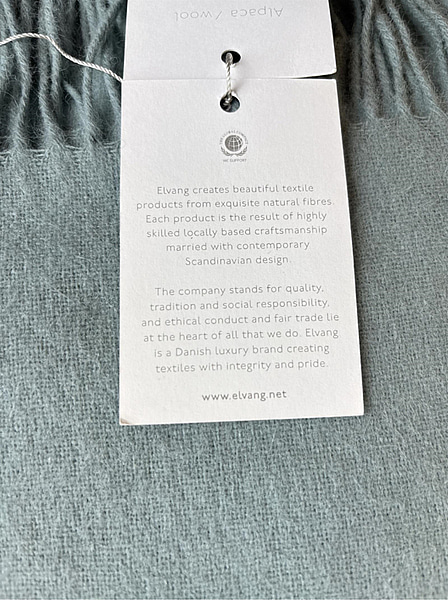 Alpaca / wool
WE SUPPORT
Elvang creates beautiful textile
products from exquisite natural fibres.
Each product is the result of highly
skilled locally based craftsmanship
married with contemporary
Scandinavian design.
The company stands for quality,
tradition and social responsibility,
and ethical conduct and fair trade lie
at the heart of all that we do. Elvang
is a Danish luxury brand creating
textiles with integrity and pride.
www.elvang.net